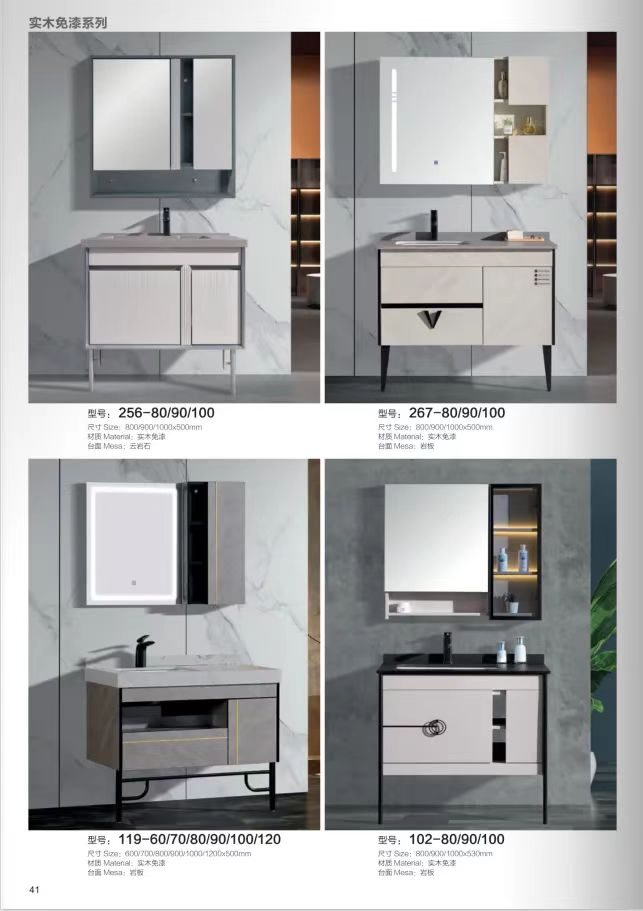 实木免漆系列
型号：256-80/90/100
尺寸 Size：800/900/1000x500mm
材质 Material：实木免漆
台面 Mesa：云岩石
型号：267-80/90/100
尺寸 Size：800/900/1000x500mm
材质 Material：实木免漆
台面 Mesa：岩板
型号：119-60/70/80/90/100/120
尺寸 Size：600/700/800/900/1000/1200x500mm
材质 Material：实木免漆
台面 Mesa：岩板
型号：102-80/90/100
尺寸 Size：800/900/1000x530mm
材质 Material：实木免漆
台面 Mesa：岩板
41